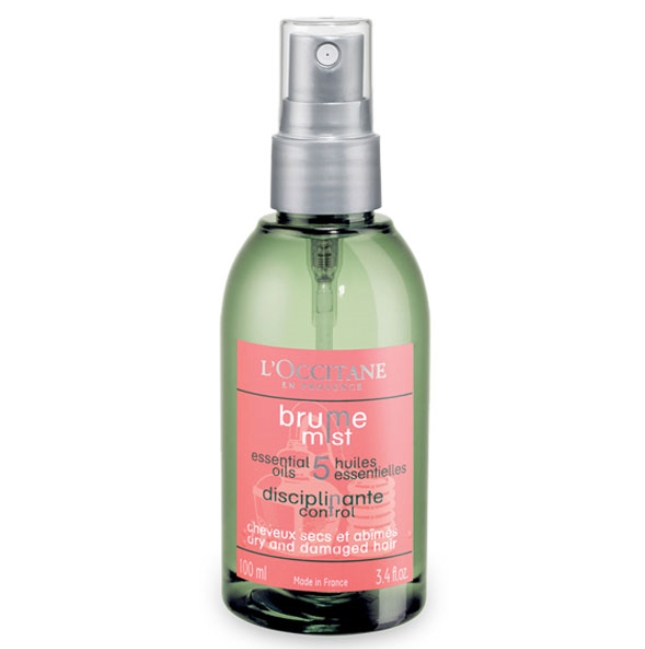 L'OCCITANE
EN PROVENCE
brume
mist
essential 5 huiles
oils essentielles
disciplinante
control
cheveux secs et abîmés
dry and damaged hair
100 ml Made in France 3.4 fl.oz.